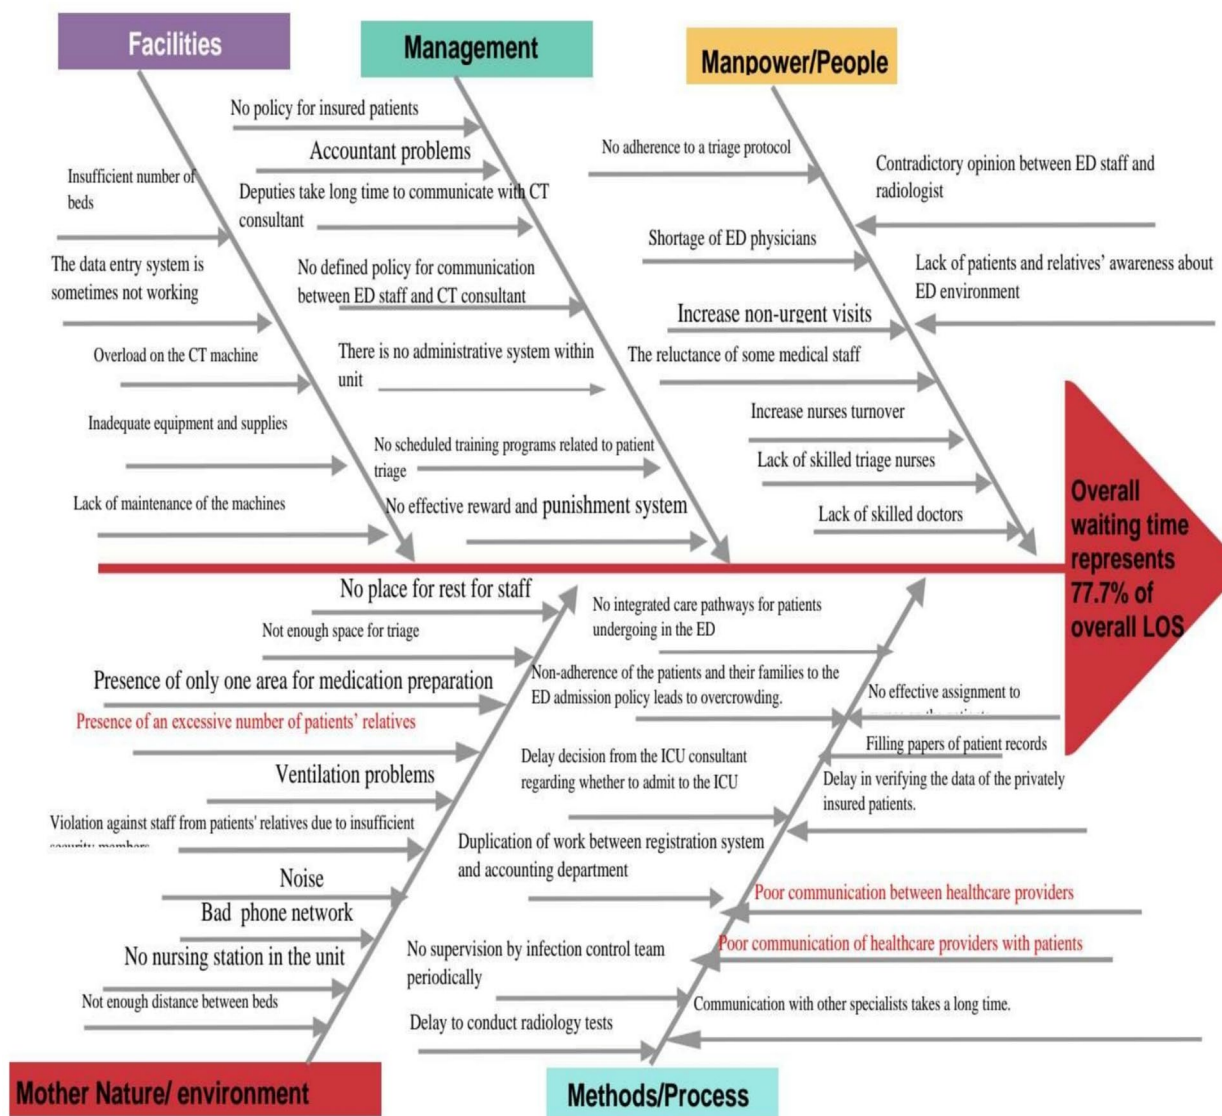 Facilities
Management
Manpower/People
No policy for insured patients
Accountant problems
Deputies take long time to communicate with CT
consultant
No defined policy for communication
between ED staff and CT consultant
There is no administrative system within
unit
No scheduled training programs related to patient
triage
No effective reward and punishment system
Insufficient number of
beds
The data entry system is
sometimes not working
Overload on the CT machine
Inadequate equipment and supplies
Lack of maintenance of the machines
No adherence to a triage protocol
Shortage of ED physicians
Increase non-urgent visits
The reluctance of some medical staff
Increase nurses turnover
Lack of skilled triage nurses
Lack of skilled doctors
Contradictory opinion between ED staff and
radiologist
Lack of patients and relatives' awareness about
ED environment
Overall
waiting time
represents
77.7% of
overall LOS
No place for rest for staff
Not enough space for triage
Presence of only one area for medication preparation
Presence of an excessive number of patients' relatives
Ventilation problems
Violation against staff from patients' relatives due to insufficient
Noise
Bad phone network
No nursing station in the unit
Not enough distance between beds
No integrated care pathways for patients
undergoing in the ED
Non-adherence of the patients and their families to the
ED admission policy leads to overcrowding.
Delay decision from the ICU consultant
regarding whether to admit to the ICU
Duplication of work between registration system
and accounting department
No supervision by infection control team
periodically
Delay to conduct radiology tests
No effective assignment to
Filling papers of patient records
Delay in verifying the data of the privately
insured patients.
Poor communication between healthcare providers
Poor communication of healthcare providers with patients
Communication with other specialists takes a long time.
Mother Nature/ environment
Methods/Process